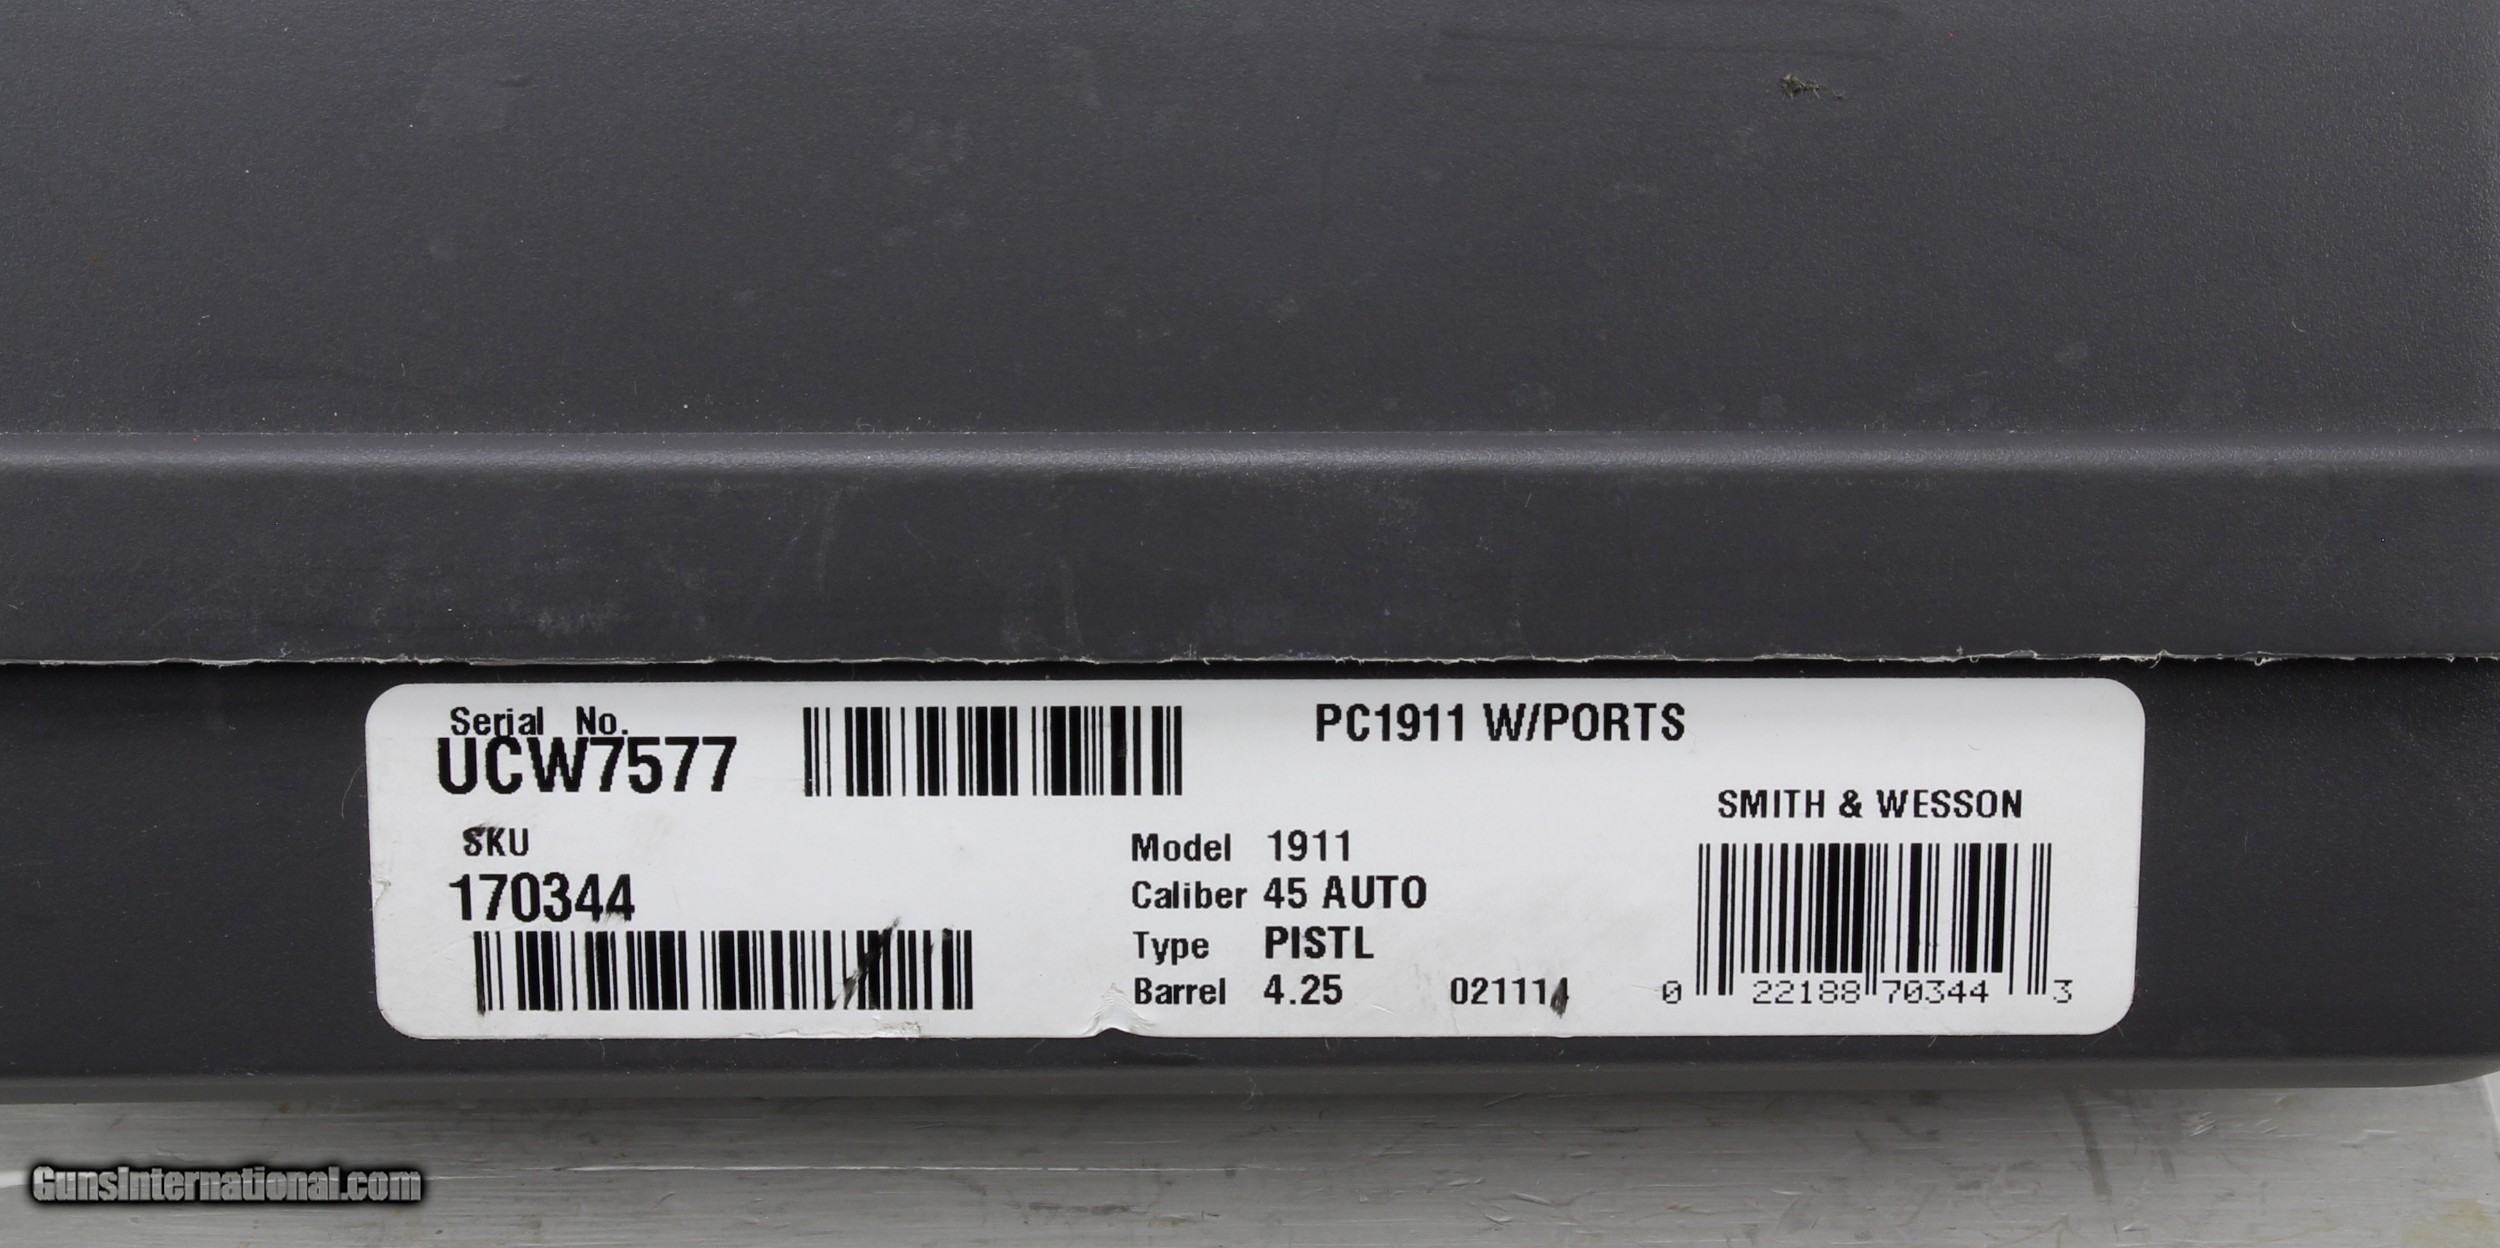 Serial No.
UCW7577
PC1911 W/PORTS
SMITH & WESSON
SKU
170344
Model 1911
Caliber 45 AUTO
Type PISTL
Barrel 4.25
021114
0 22188 70344 3
GunsInternational.com